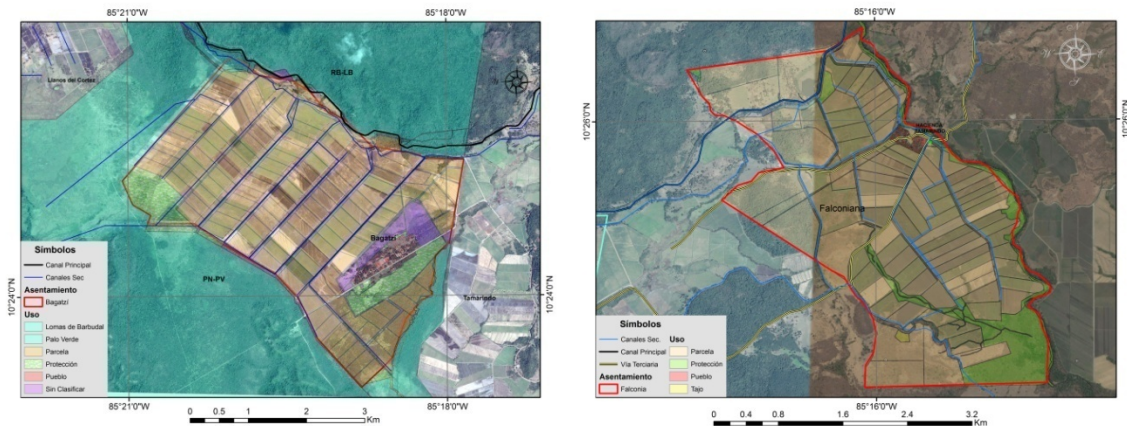 85°21'0"W
85°18'0"W
Llanos del Cortez
RB-LB
Bagatzí
PN-PV
Tamarindo
10°24'0"N
10°24'0"N
Símbolos
Canal Principal
Canales Sec
Asentamiento
Bagatzí
Uso
Lomas de Barbudal
Palo Verde
Parcela
Protección
Pueblo
Sin Clasificar
85°21'0"W
85°18'0"W
0 0.5 1 2 3
Km
85°16'0"W
10°26'0"N
10°26'0"N
Falconiana
Símbolos
Canales Sec.
Canal Principal
Vía Terciaria
Asentamiento
Falconia
Uso
Parcela
Protección
Pueblo
Tajo
85°16'0"W
0 0.4 0.8 1.6 2.4 3.2
Km